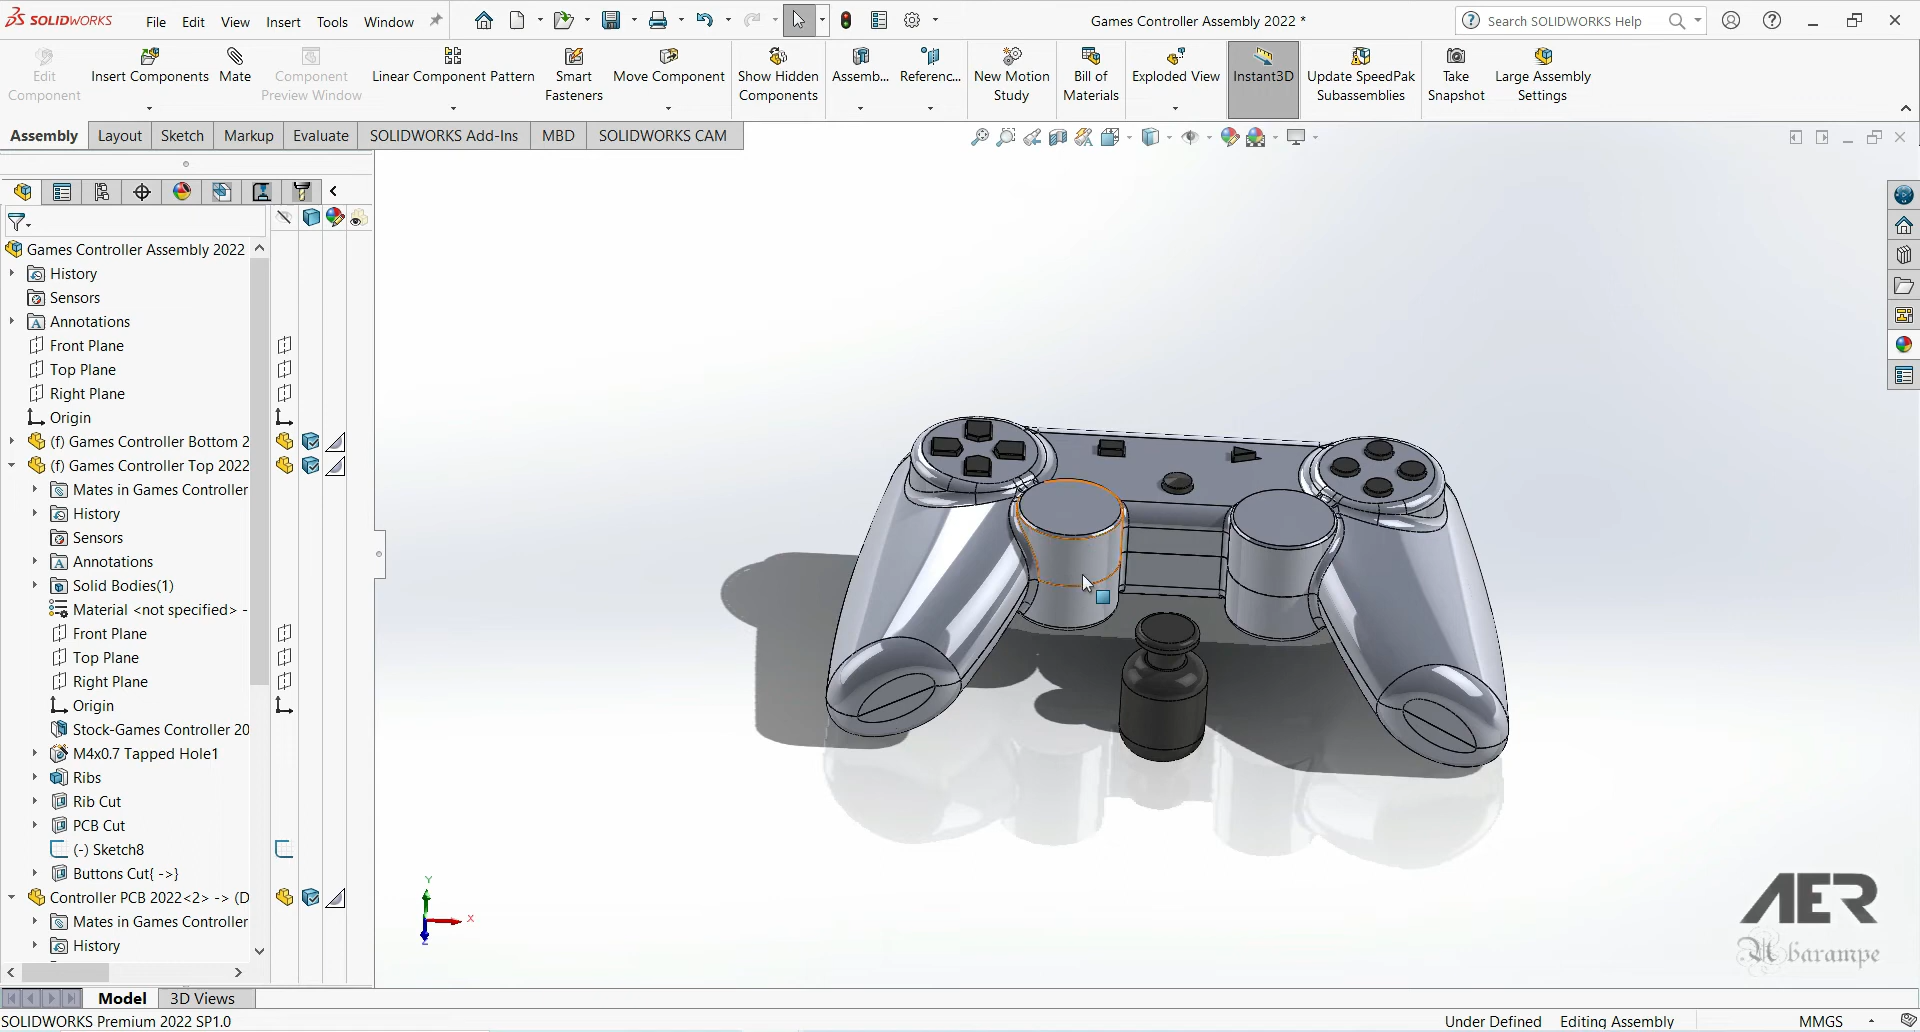 SOLIDWORKS
File Edit View Insert Tools Window
Games Controller Assembly 2022 *
Search SOLIDWORKS Help
Edit Component
Insert Components
Mate
Component Preview Window
Linear Component Pattern
Smart Fasteners
Move Component
Show Hidden Components
Assemb...
Referenc...
New Motion Study
Bill of Materials
Exploded View
Instant3D
Update SpeedPak Subassemblies
Take Snapshot
Large Assembly Settings
Assembly Layout Sketch Markup Evaluate SOLIDWORKS Add-Ins MBD SOLIDWORKS CAM
Games Controller Assembly 2022
History
Sensors
Annotations
Front Plane
Top Plane
Right Plane
Origin
(f) Games Controller Bottom 2
(f) Games Controller Top 2022
Mates in Games Controller
History
Sensors
Annotations
Solid Bodies(1)
Material <not specified> -
Front Plane
Top Plane
Right Plane
Origin
Stock-Games Controller 20
M4x0.7 Tapped Hole1
Ribs
Rib Cut
PCB Cut
(-) Sketch8
Buttons Cut{ ->}
Controller PCB 2022<2> -> (D
Mates in Games Controller
History
Y
X
Z
AER
Mbarampe
Model 3D Views
SOLIDWORKS Premium 2022 SP1.0
Under Defined Editing Assembly MMGS